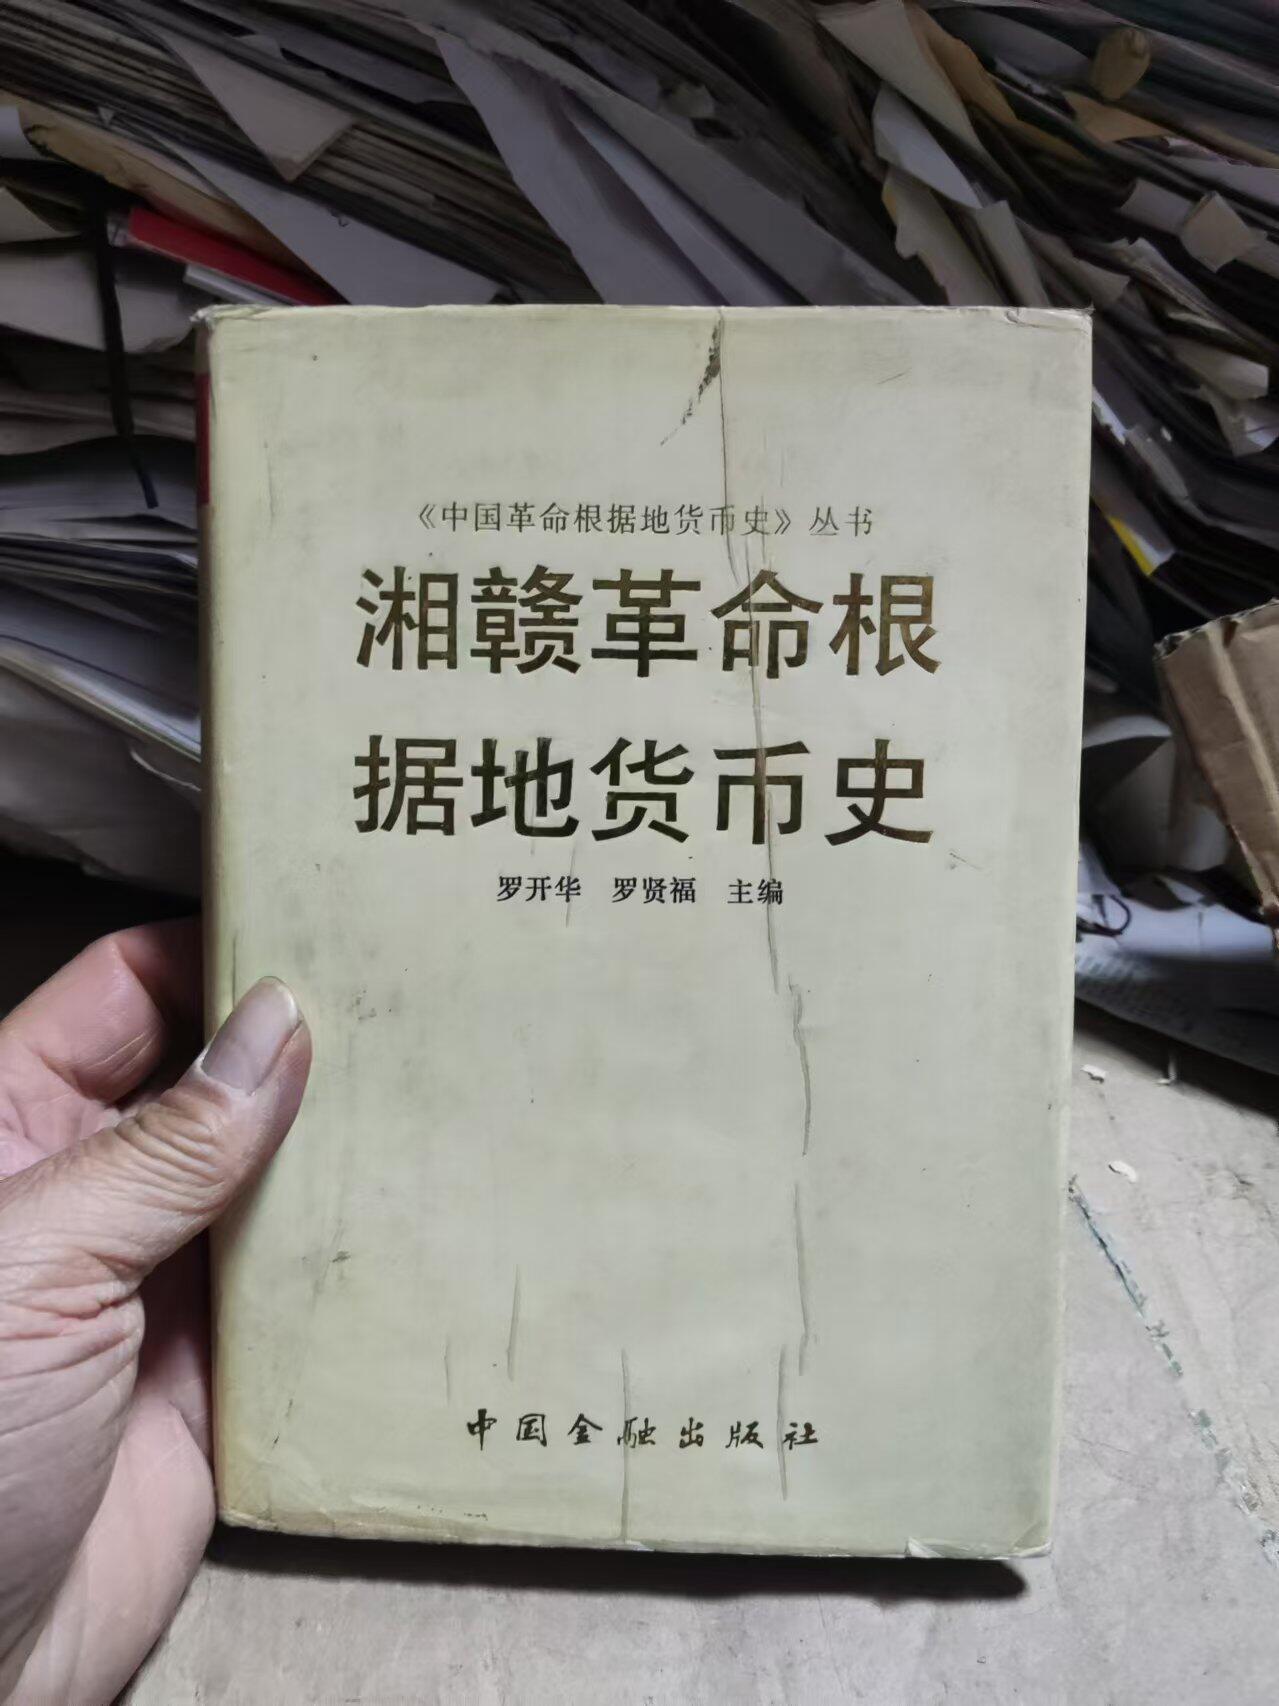 《中国革命根据地货币史》丛书
湘赣革命根
据地货币史
罗开华 罗贤福 主编
中国金融出版社